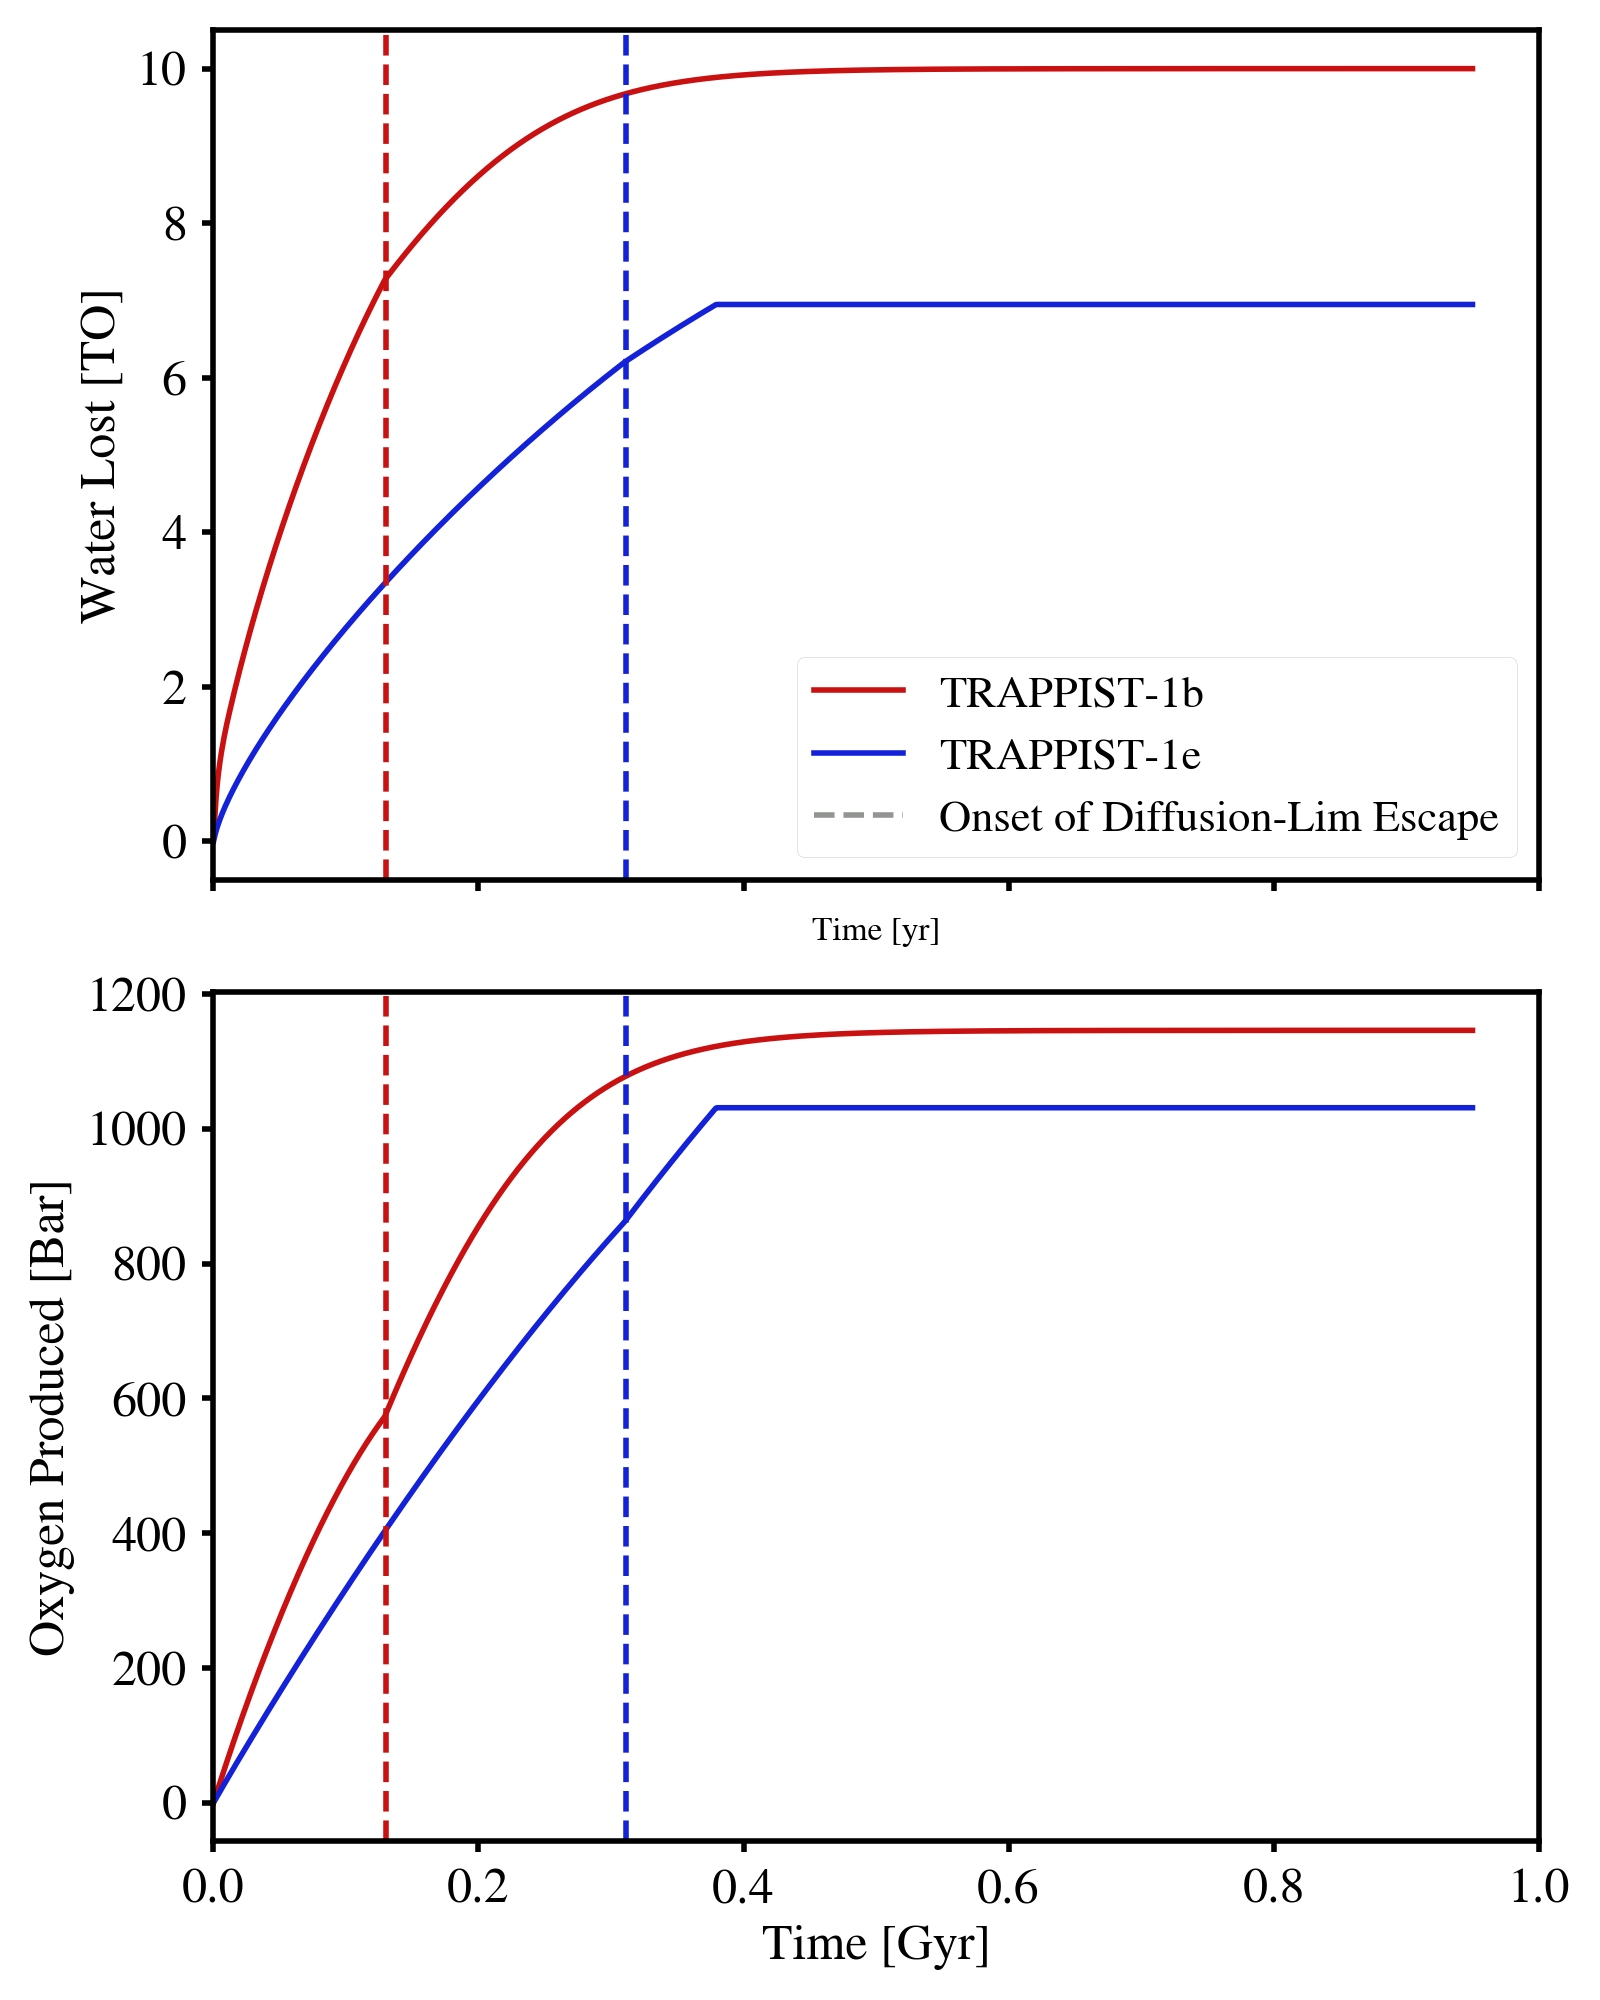 10
8
6
4
2
0
Water Lost [TO]
TRAPPIST-1b
TRAPPIST-1e
Onset of Diffusion-Lim Escape
Time [yr]
1200
1000
800
600
400
200
0
Oxygen Produced [Bar]
0.0 0.2 0.4 0.6 0.8 1.0
Time [Gyr]